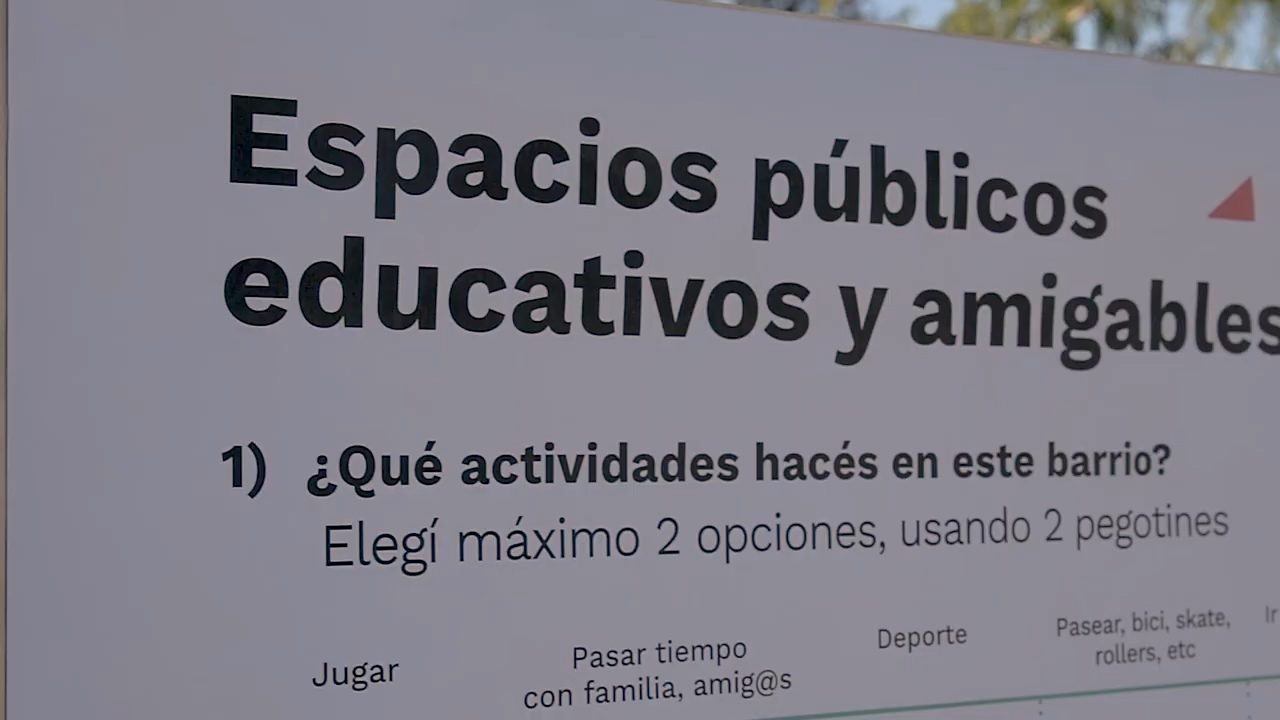 Espacios públicos
educativos y amigables
1) ¿Qué actividades hacés en este barrio?
Elegí máximo 2 opciones, usando 2 pegotines
Jugar
Pasar tiempo
con familia, amig@s
Deporte
Pasear, bici, skate,
rollers, etc
Ir